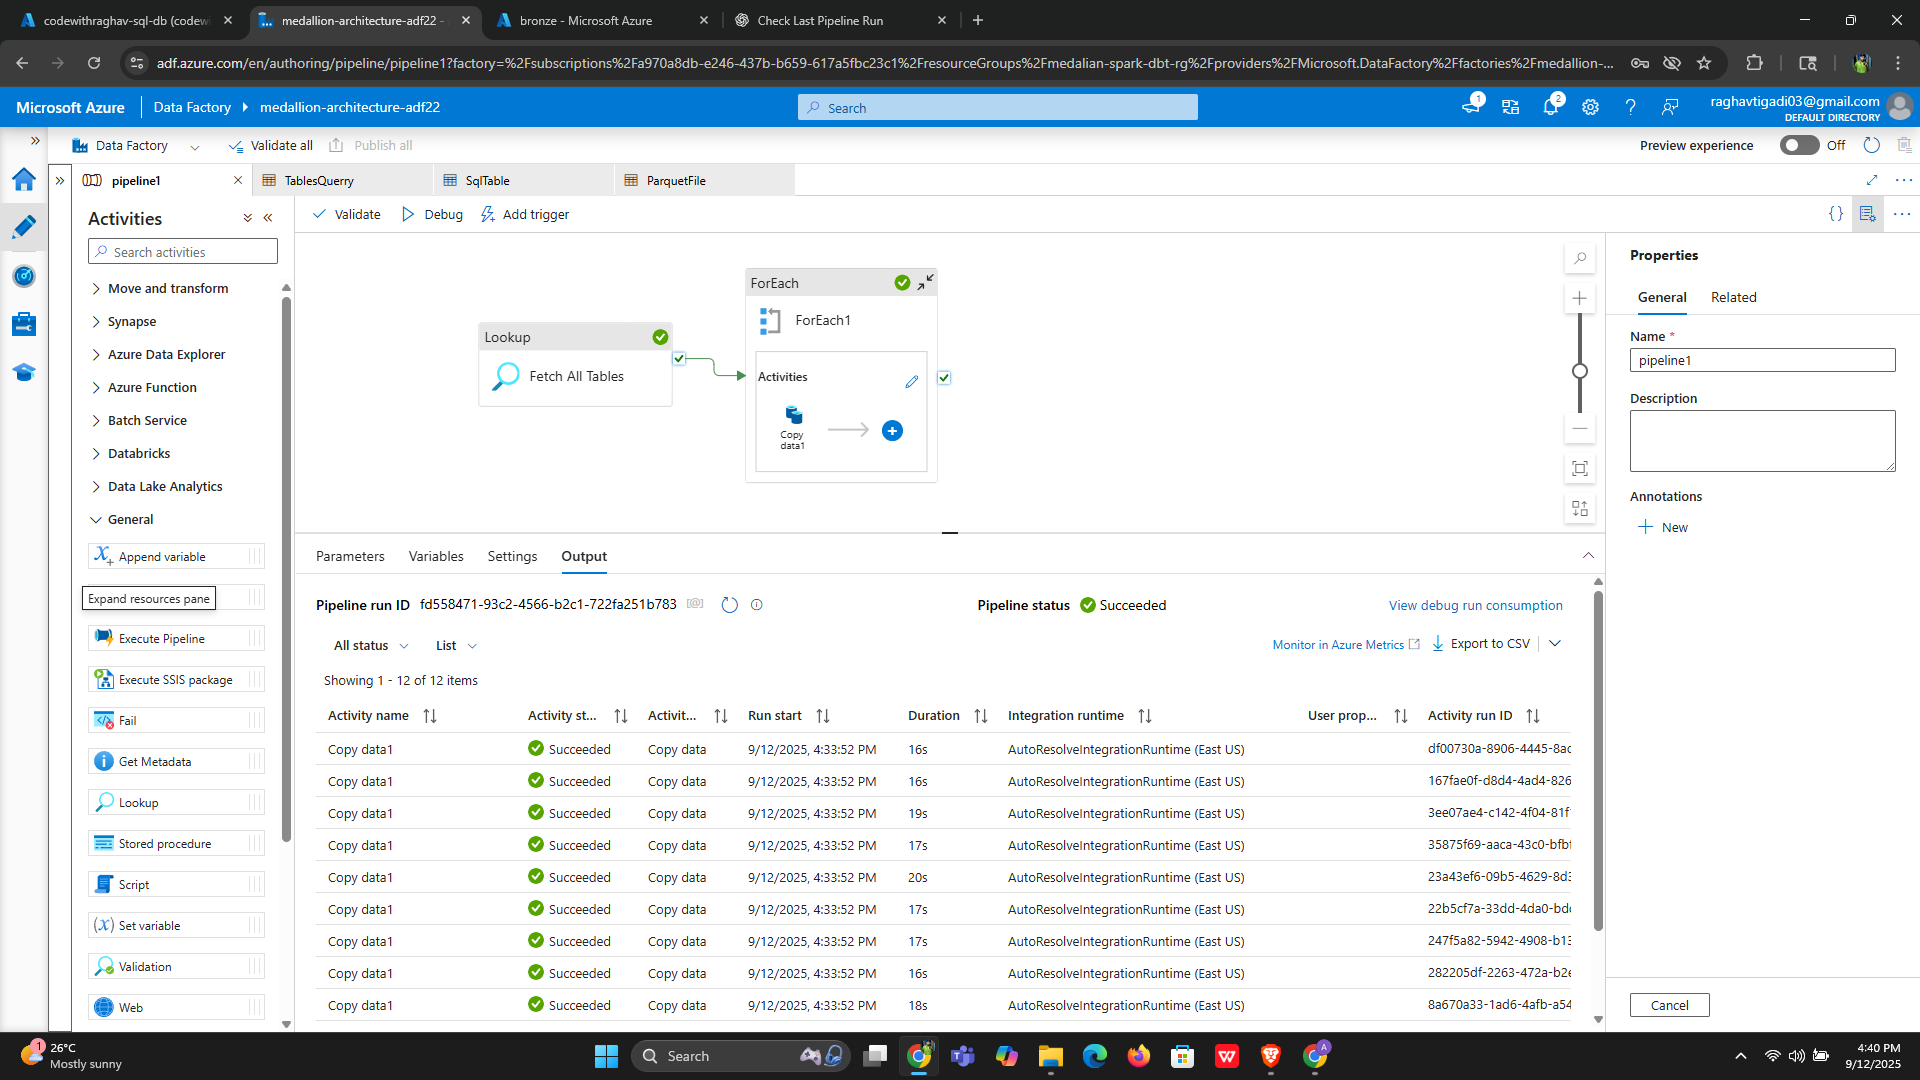 codewithraghav-sql-db (codew
medallion-architecture-adf22 -
bronze - Microsoft Azure
Check Last Pipeline Run
adf.azure.com/en/authoring/pipeline/pipeline1?factory=%2Fsubscriptions%2Fa970a8db-e246-437b-b659-617a5fbc23c1%2FresourceGroups%2Fmedalian-spark-dbt-rg%2Fproviders%2FMicrosoft.DataFactory%2Ffactories%2Fmedallion-...
Microsoft Azure
Data Factory
medallion-architecture-adf22
Search
1
2
raghavtigadi03@gmail.com
DEFAULT DIRECTORY
Data Factory
Validate all
Publish all
Preview experience
Off
pipeline1
TablesQuerry
SqlTable
ParquetFile
Activities
Validate
Debug
Add trigger
Search activities
Move and transform
Synapse
Azure Data Explorer
Azure Function
Batch Service
Databricks
Data Lake Analytics
General
Append variable
Expand resources pane
Execute Pipeline
Execute SSIS package
Fail
Get Metadata
Lookup
Stored procedure
Script
Set variable
Validation
Web
Lookup
Fetch All Tables
ForEach
ForEach1
Activities
Copy
data1
Properties
General
Related
Name *
pipeline1
Description
Annotations
New
Cancel
Parameters
Variables
Settings
Output
Pipeline run ID fd558471-93c2-4566-b2c1-722fa251b783
Pipeline status Succeeded
View debug run consumption
All status
List
Monitor in Azure Metrics
Export to CSV
Showing 1 - 12 of 12 items
Activity name Activity st... Activit... Run start Duration Integration runtime User prop... Activity run ID
Copy data1 Succeeded Copy data 9/12/2025, 4:33:52 PM 16s AutoResolveIntegrationRuntime (East US) df00730a-8906-4445-8ac
Copy data1 Succeeded Copy data 9/12/2025, 4:33:52 PM 16s AutoResolveIntegrationRuntime (East US) 167fae0f-d8d4-4ad4-826
Copy data1 Succeeded Copy data 9/12/2025, 4:33:52 PM 19s AutoResolveIntegrationRuntime (East US) 3ee07ae4-c142-4f04-81f
Copy data1 Succeeded Copy data 9/12/2025, 4:33:52 PM 17s AutoResolveIntegrationRuntime (East US) 35875f69-aaca-43c0-bfbf
Copy data1 Succeeded Copy data 9/12/2025, 4:33:52 PM 20s AutoResolveIntegrationRuntime (East US) 23a43ef6-09b5-4629-8d3
Copy data1 Succeeded Copy data 9/12/2025, 4:33:52 PM 17s AutoResolveIntegrationRuntime (East US) 22b5cf7a-33dd-4da0-bdc
Copy data1 Succeeded Copy data 9/12/2025, 4:33:52 PM 17s AutoResolveIntegrationRuntime (East US) 247f5a82-5942-4908-b13
Copy data1 Succeeded Copy data 9/12/2025, 4:33:52 PM 16s AutoResolveIntegrationRuntime (East US) 282205df-2263-472a-b2e
Copy data1 Succeeded Copy data 9/12/2025, 4:33:52 PM 18s AutoResolveIntegrationRuntime (East US) 8a670a33-1ad6-4afb-a54
1
26°C
Mostly sunny
Search
4:40 PM
9/12/2025